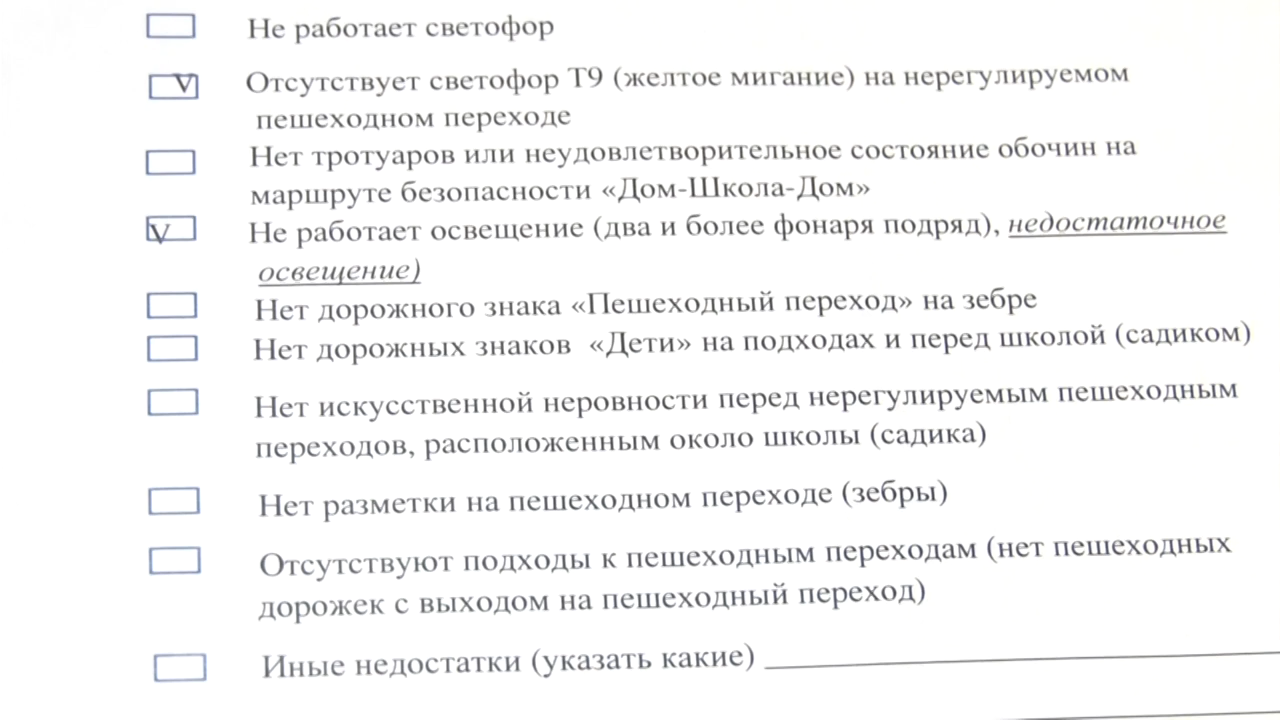 Не работает светофор
V Отсутствует светофор Т9 (желтое мигание) на нерегулируемом
пешеходном переходе
Нет тротуаров или неудовлетворительное состояние обочин на
маршруте безопасности «Дом-Школа-Дом»
V Не работает освещение (два и более фонаря подряд), недостаточное
освещение)
Нет дорожного знака «Пешеходный переход» на зебре
Нет дорожных знаков «Дети» на подходах и перед школой (садиком)
Нет искусственной неровности перед нерегулируемым пешеходным
переходов, расположенным около школы (садика)
Нет разметки на пешеходном переходе (зебры)
Отсутствуют подходы к пешеходным переходам (нет пешеходных
дорожек с выходом на пешеходный переход)
Иные недостатки (указать какие)